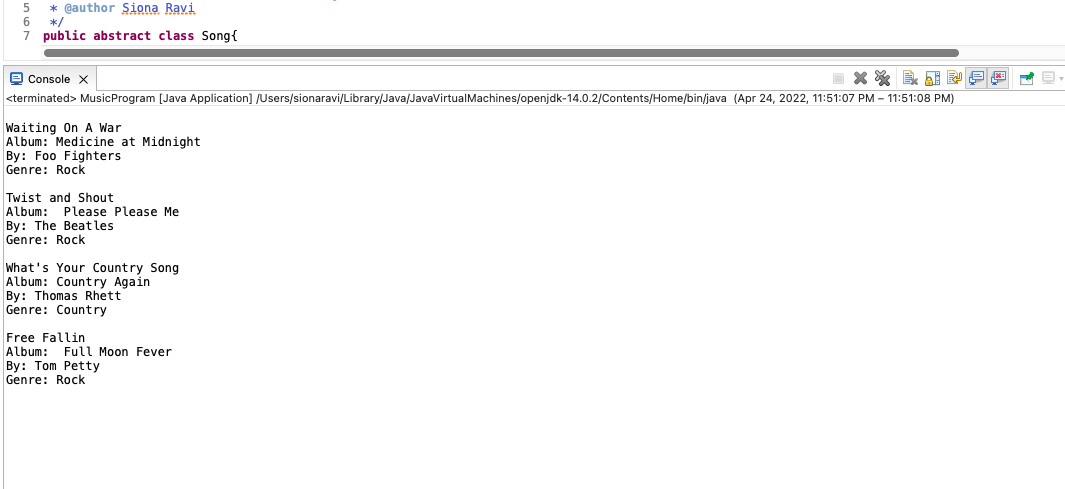 5 * @author Siona Ravi
6 */
7 public abstract class Song{
Console
<terminated> MusicProgram [Java Application] /Users/sionaravi/Library/Java/JavaVirtualMachines/openjdk-14.0.2/Contents/Home/bin/java (Apr 24, 2022, 11:51:07 PM – 11:51:08 PM)
Waiting On A War
Album: Medicine at Midnight
By: Foo Fighters
Genre: Rock
Twist and Shout
Album:  Please Please Me
By: The Beatles
Genre: Rock
What's Your Country Song
Album: Country Again
By: Thomas Rhett
Genre: Country
Free Fallin
Album:  Full Moon Fever
By: Tom Petty
Genre: Rock